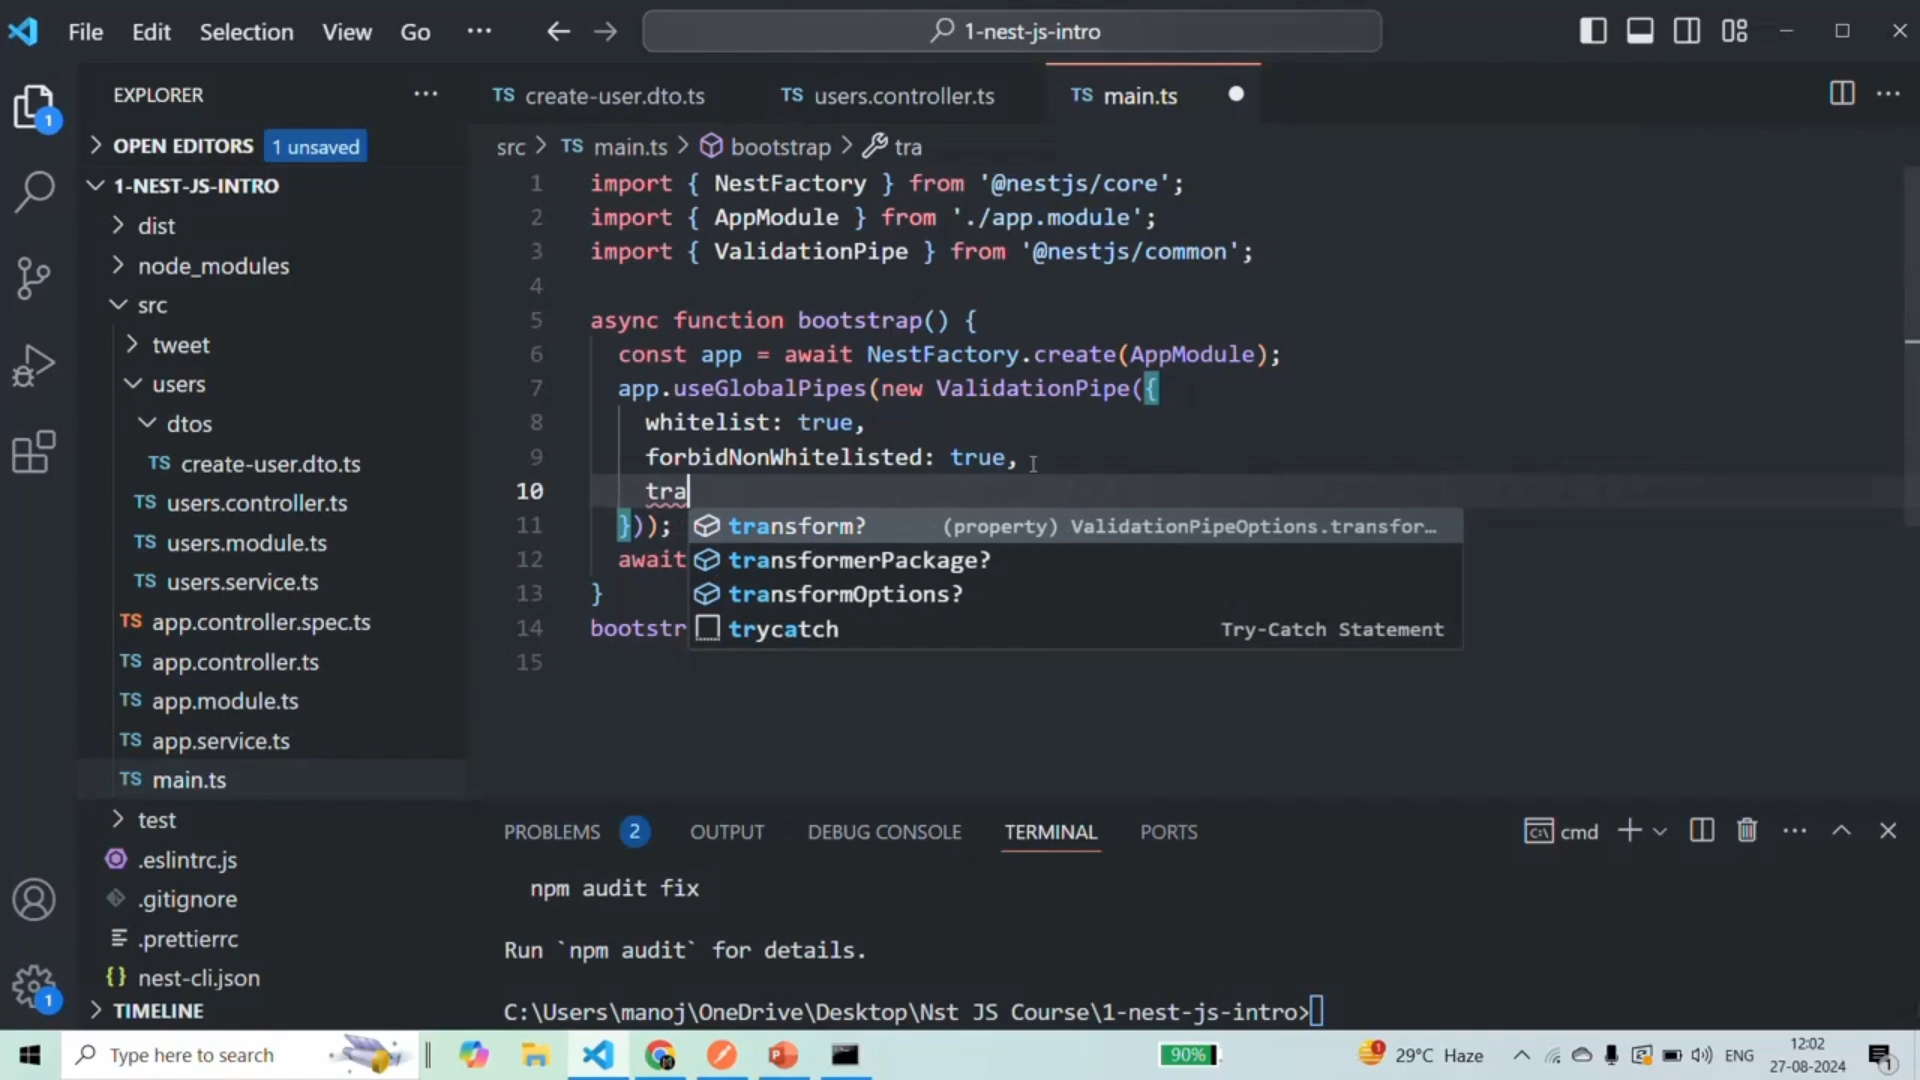 File Edit Selection View Go ··· 1-nest-js-intro
EXPLORER ···
OPEN EDITORS 1 unsaved
1-NEST-JS-INTRO
dist
node_modules
src
tweet
users
dtos
TS create-user.dto.ts
TS users.controller.ts
TS users.module.ts
TS users.service.ts
TS app.controller.spec.ts
TS app.controller.ts
TS app.module.ts
TS app.service.ts
TS main.ts
test
.eslintrc.js
.gitignore
.prettierrc
{} nest-cli.json
TIMELINE
1
1
TS create-user.dto.ts TS users.controller.ts TS main.ts
src > TS main.ts > bootstrap > tra
1 import { NestFactory } from '@nestjs/core';
2 import { AppModule } from './app.module';
3 import { ValidationPipe } from '@nestjs/common';
4
5 async function bootstrap() {
6 const app = await NestFactory.create(AppModule);
7 app.useGlobalPipes(new ValidationPipe({
8 whitelist: true,
9 forbidNonWhitelisted: true,
10 tra
11 }));
12 await
13 }
14 bootstr
15
transform? (property) ValidationPipeOptions.transfor…
transformerPackage?
transformOptions?
trycatch Try-Catch Statement
PROBLEMS 2 OUTPUT DEBUG CONSOLE TERMINAL PORTS cmd
npm audit fix
Run `npm audit` for details.
C:\Users\manoj\OneDrive\Desktop\Nst JS Course\1-nest-js-intro>
Type here to search 90% 29°C Haze ENG 12:02
27-08-2024